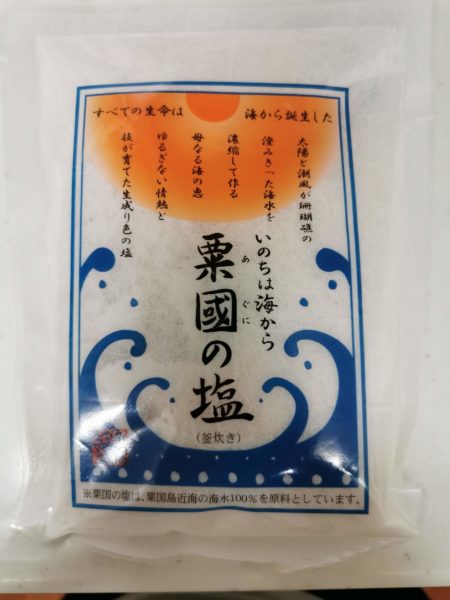 すべての生命は 海から誕生した
太陽と潮風が珊瑚礁の
澄みきった海水を
濃縮して作る
母なる海の恵
ゆるぎない情熱と
技が育てた生成り色の塩
いのちは海から
粟國の塩
あぐに
(釜炊き)
※粟国の塩は、粟国島近海の海水100%を原料としています。